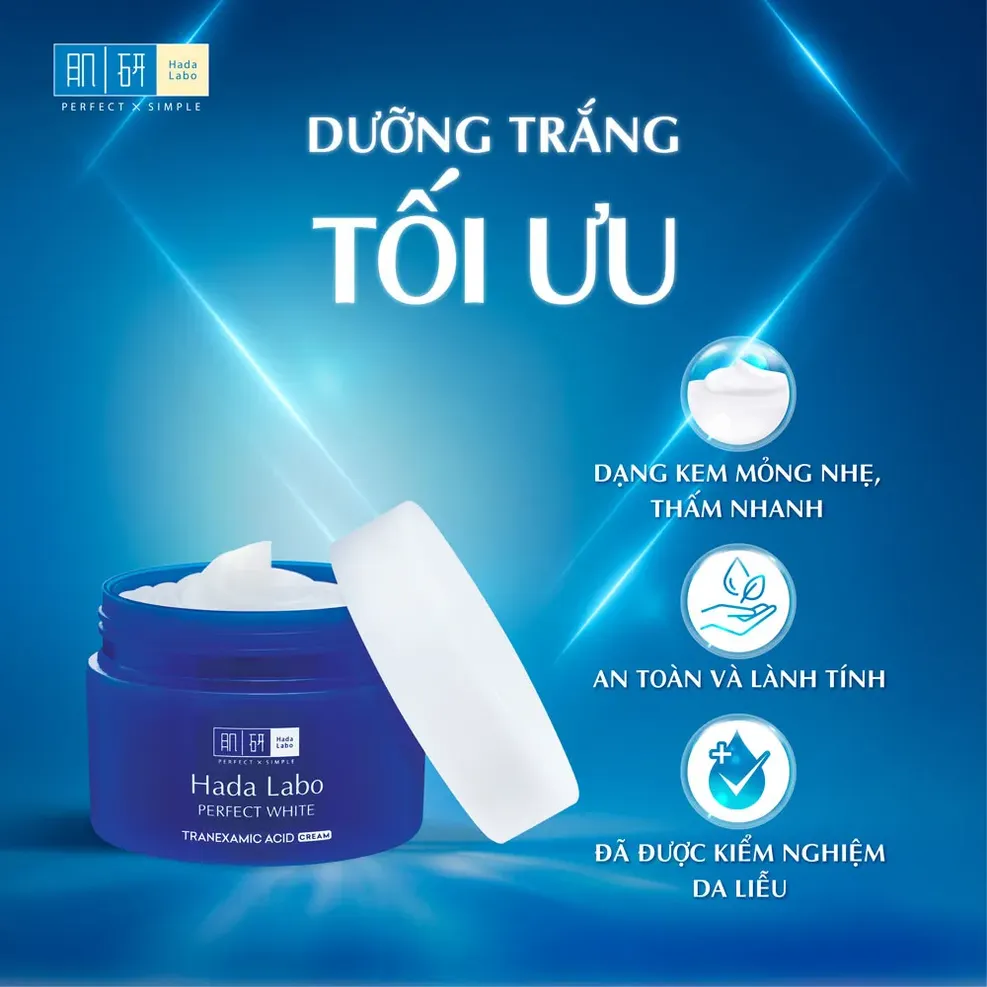 肌 研 Hada Labo
PERFECT × SIMPLE
DƯỠNG TRẮNG
TỐI ƯU
DẠNG KEM MỎNG NHẸ,
THẤM NHANH
AN TOÀN VÀ LÀNH TÍNH
ĐÃ ĐƯỢC KIỂM NGHIỆM
DA LIỄU
肌 研 Hada Labo
PERFECT × SIMPLE
Hada Labo
PERFECT WHITE
TRANEXAMIC ACID CREAM